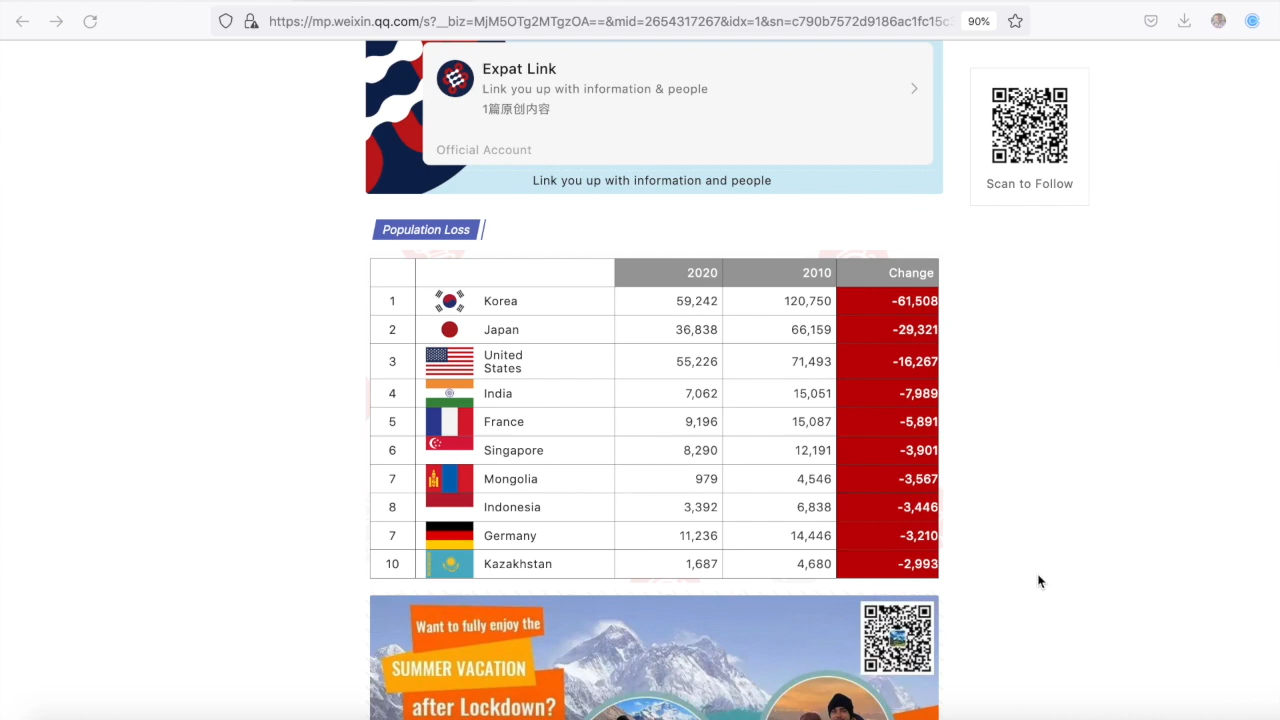 https://mp.weixin.qq.com/s?__biz=MjM5OTg2MTgzOA==&mid=2654317267&idx=1&sn=c790b7572d9186ac1fc15c 90%
Expat Link
Link you up with information & people
1篇原创内容
Official Account
Link you up with information and people
Scan to Follow
Population Loss
2020 2010 Change
1 Korea 59,242 120,750 -61,508
2 Japan 36,838 66,159 -29,321
3 United States 55,226 71,493 -16,267
4 India 7,062 15,051 -7,989
5 France 9,196 15,087 -5,891
6 Singapore 8,290 12,191 -3,901
7 Mongolia 979 4,546 -3,567
8 Indonesia 3,392 6,838 -3,446
7 Germany 11,236 14,446 -3,210
10 Kazakhstan 1,687 4,680 -2,993
Want to fully enjoy the
SUMMER VACATION
after Lockdown?